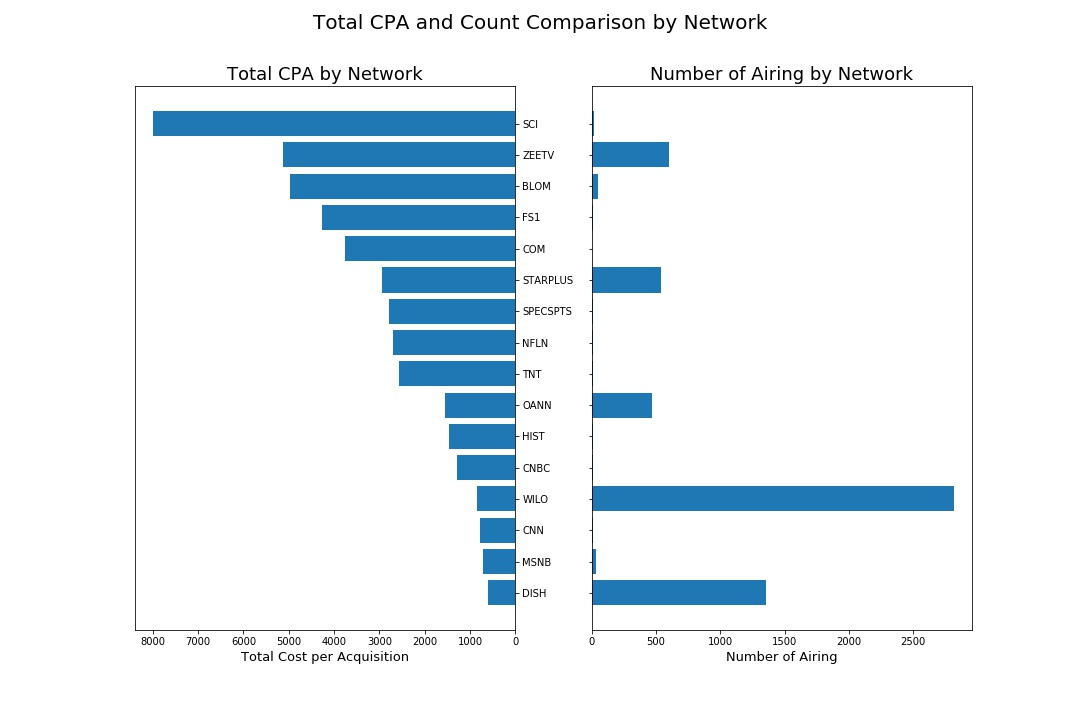 Total CPA and Count Comparison by Network
Total CPA by Network
Number of Airing by Network
SCI
ZEETV
BLOM
FS1
COM
STARPLUS
SPECSPTS
NFLN
TNT
OANN
HIST
CNBC
WILO
CNN
MSNB
DISH
8000 7000 6000 5000 4000 3000 2000 1000 0
Total Cost per Acquisition
0 500 1000 1500 2000 2500
Number of Airing